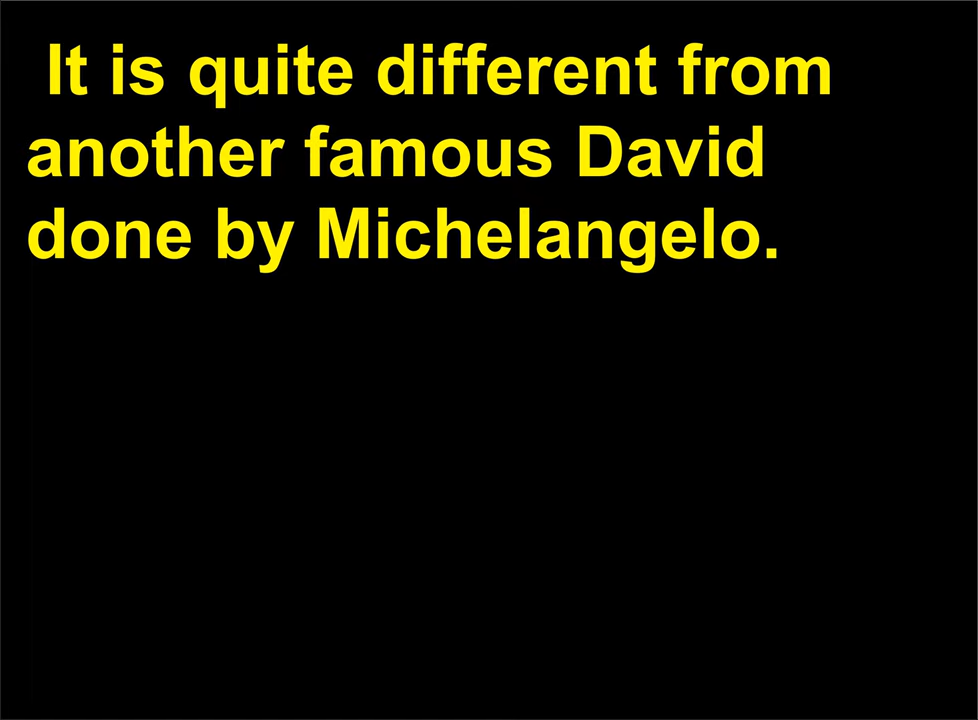 It is quite different from
another famous David
done by Michelangelo.